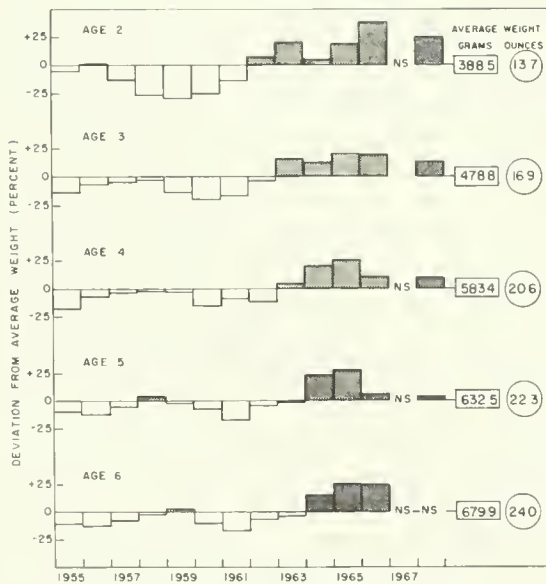 DEVIATION FROM AVERAGE WEIGHT (PERCENT)
AGE 2
AVERAGE WEIGHT
GRAMS OUNCES
+25
0
-25
NS
388.5 13.7
AGE 3
+25
0
-25
478.8 16.9
AGE 4
+25
0
-25
NS
583.4 20.6
AGE 5
+25
0
-25
NS
632.5 22.3
AGE 6
+25
0
-25
NS-NS
679.9 24.0
1955 1957 1959 1961 1963 1965 1967